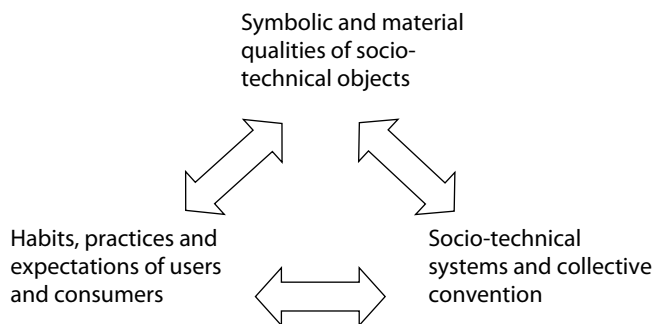 Symbolic and material
qualities of socio-
technical objects
Habits, practices and
expectations of users
and consumers
Socio-technical
systems and collective
convention